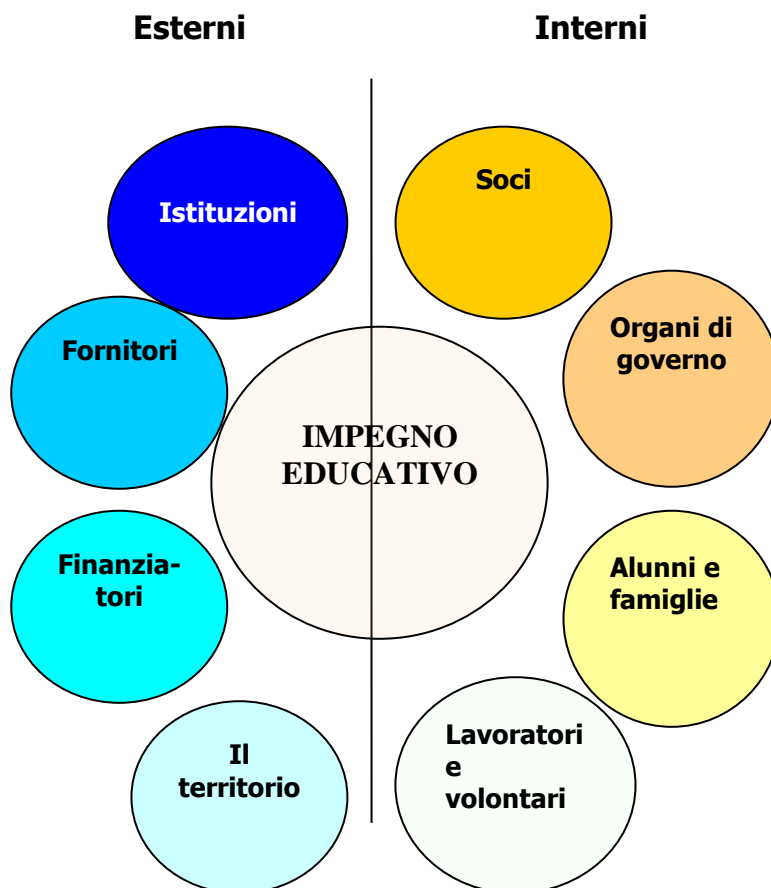 Esterni
Interni
Istituzioni
Soci
Fornitori
Organi di
governo
IMPEGNO
EDUCATIVO
Finanzia-
tori
Alunni e
famiglie
Il
territorio
Lavoratori
e
volontari